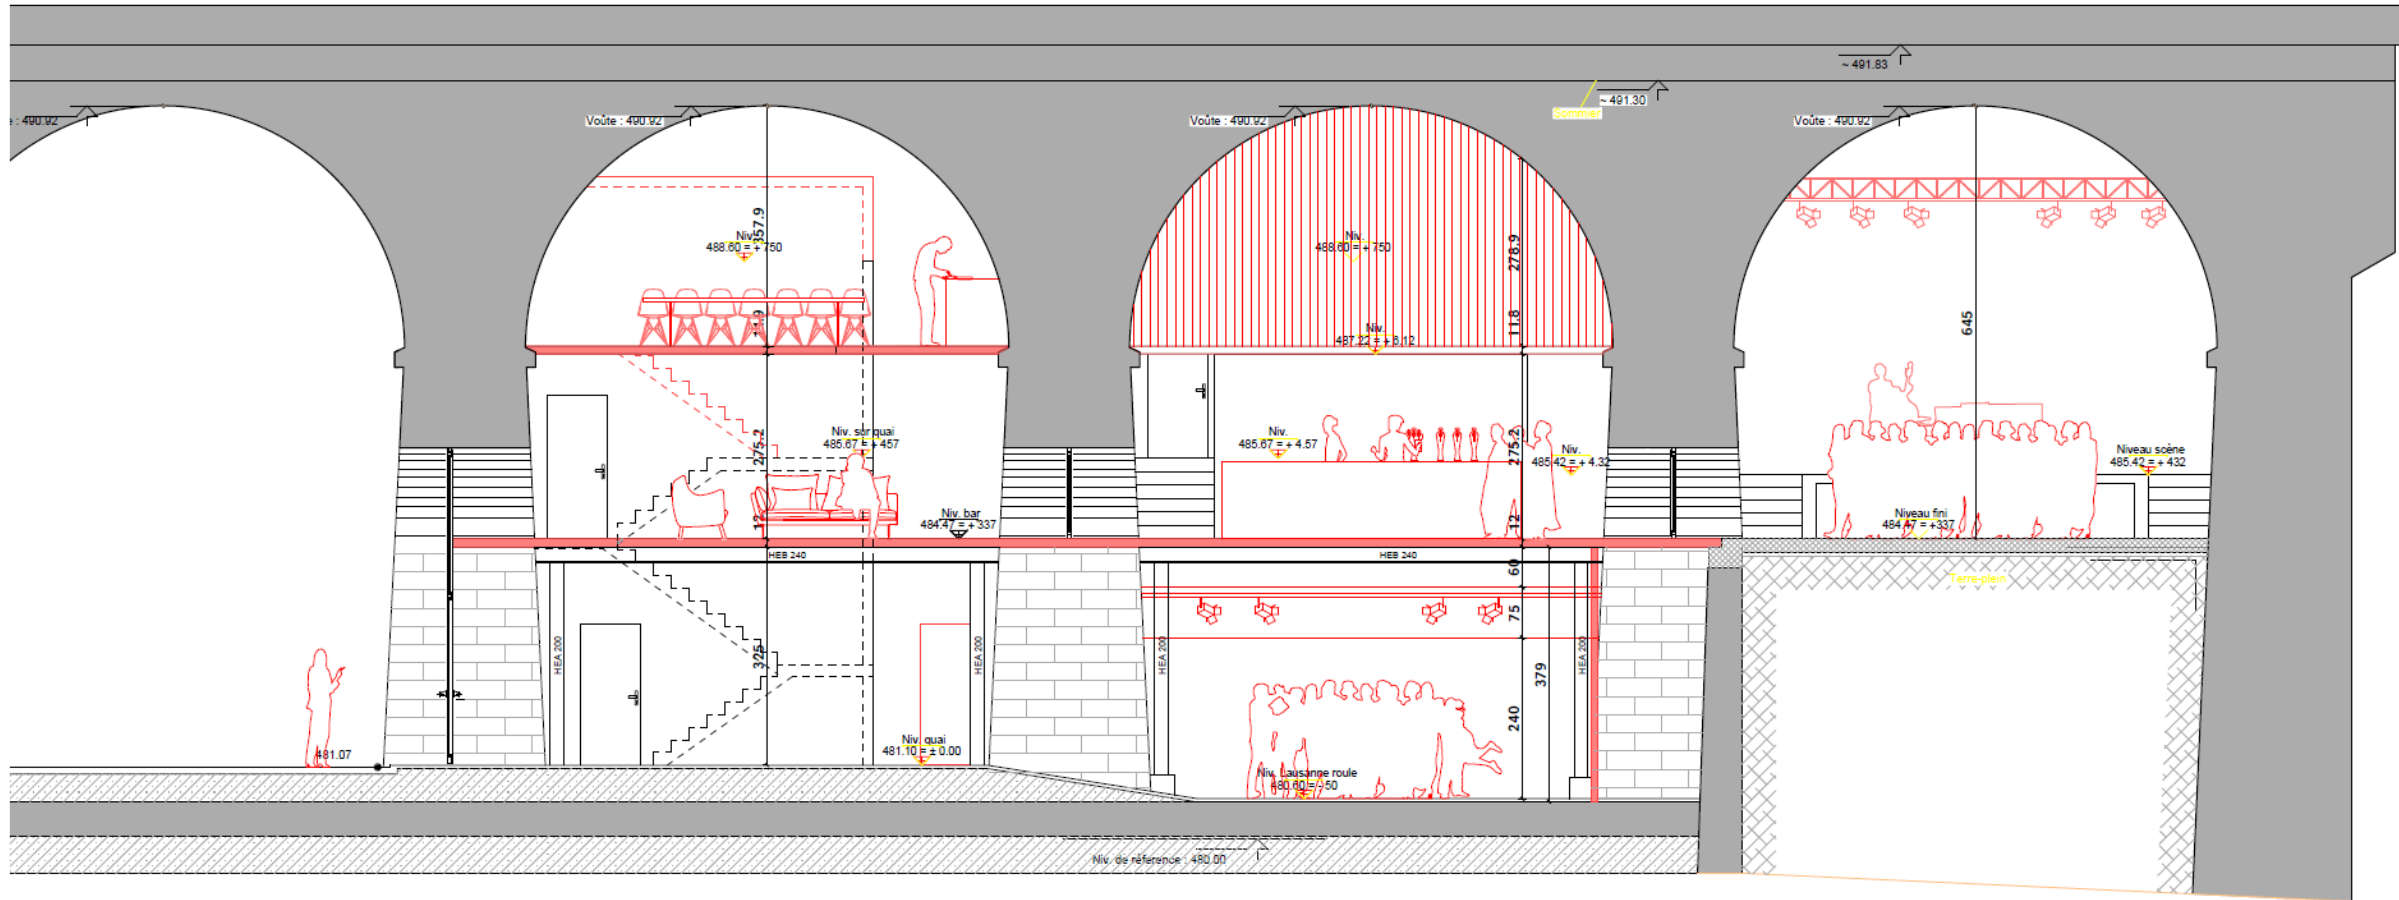 ~ 491.83
~ 491.30
Sommier
: 490.92
Voûte : 490.92
Voûte : 490.92
Voûte : 490.92
357.9
Niv.
488.60 = + 750
Niv.
488.60 = + 750
278.9
11.9
11.8
Niv.
487.22 = + 6.12
645
Niv. sur quai
485.67 = + 457
275.2
Niv.
485.67 = + 4.57
275.2
Niv.
485.42 = + 4.32
Niveau scène
485.42 = + 432
Niv. bar
484.47 = + 337
12
12
Niveau fini
484.47 = +337
HEB 240
HEB 240
60
Terre-plein
75
HEA 200
325
HEA 200
HEA 200
HEA 200
379
240
481.07
Niv. quai
481.10 = ± 0.00
Niv. Lausanne roule
480.60 = - 50
Niv. de réference : 480.00